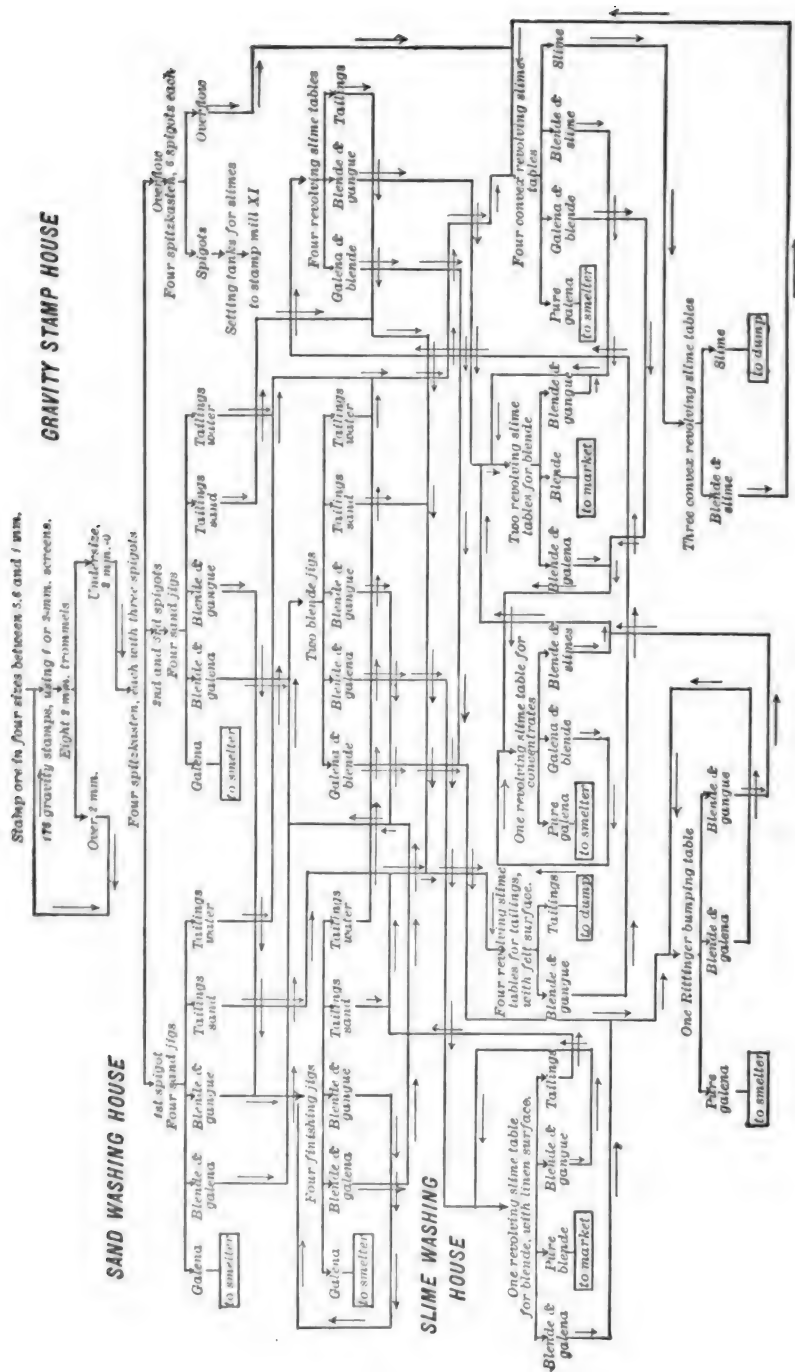 GRAVITY STAMP HOUSE
Stamp ore in four sizes between 5.6 and 1 mm.
gravity stamps, using 1 or 2-mm. screens.
Eight 2 mm. trommels
Over 2 mm.
Undersize,
2 mm.-0
SAND WASHING HOUSE
Four spitzkasten, each with three spigots
1st spigot
Four sand jigs
Galena
to smelter
Blende &
galena
Blende &
gangue
Tailings
sand
Tailings
water
2nd and 3rd spigots
Four sand jigs
Galena
to smelter
Blende &
galena
Blende &
gangue
Tailings
sand
Tailings
water
Overflow
Four spitzkasten, spigots each
Spigots
Overflow
Setting tanks for slimes
to stamp mill XI
Four finishing jigs
Galena
to smelter
Blende &
galena
Blende &
gangue
Tailings
sand
Tailings
water
Two blende jigs
Galena &
blende
Blende &
galena
Blende &
gangue
Tailings
sand
Tailings
water
Four revolving slime tables
Galena &
blende
Blende &
gangue
Tailings
SLIME WASHING
HOUSE
One revolving slime table
for blende, with linen surface.
Blende &
galena
Pure
blende
to market
Blende &
gangue
Tailings
Four revolving slime
tables for tailings,
with felt surface.
Blende &
gangue
Tailings
to dump
One revolving slime table for
concentrates
Pure
galena
to smelter
Galena &
blende
Blende &
slimes
Two revolving slime
tables for blende
Blende &
galena
Blende
to market
Blende &
gangue
Four convex revolving slime
tables
Pure
galena
to smelter
Galena &
blende
Blende &
slime
Slime
One Rittinger bumping table
Pure
galena
to smelter
Blende &
galena
Blende &
gangue
Three convex revolving slime tables
Blende &
slime
Slime
to dump